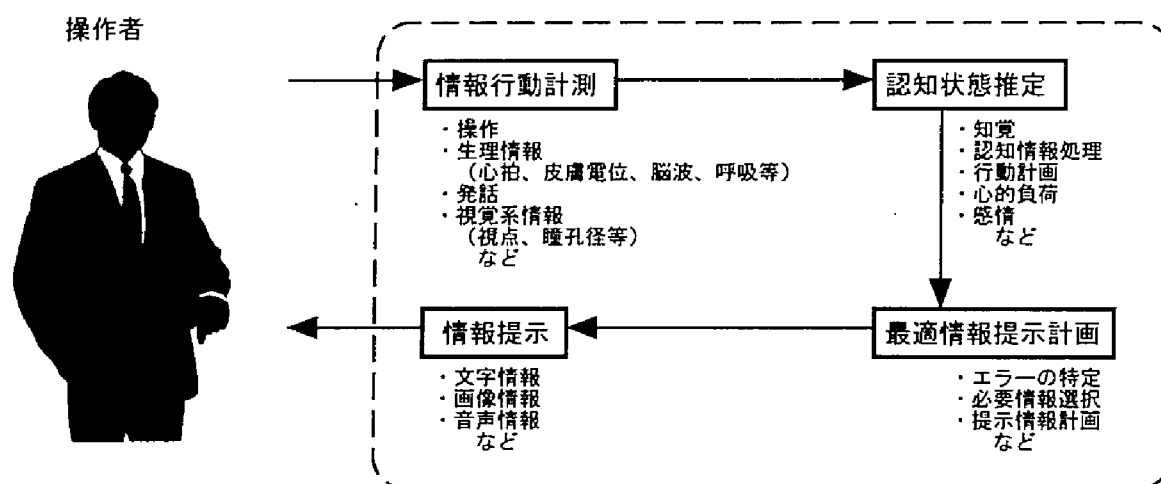 操作者
情報行動計測
・操作
・生理情報
（心拍、皮膚電位、脳波、呼吸等）
・発話
・視覚系情報
（視点、瞳孔径等）
など
認知状態推定
・知覚
・認知情報処理
・行動計画
・心的負荷
・感情
など
情報提示
・文字情報
・画像情報
・音声情報
など
最適情報提示計画
・エラーの特定
・必要情報選択
・提示情報計画
など